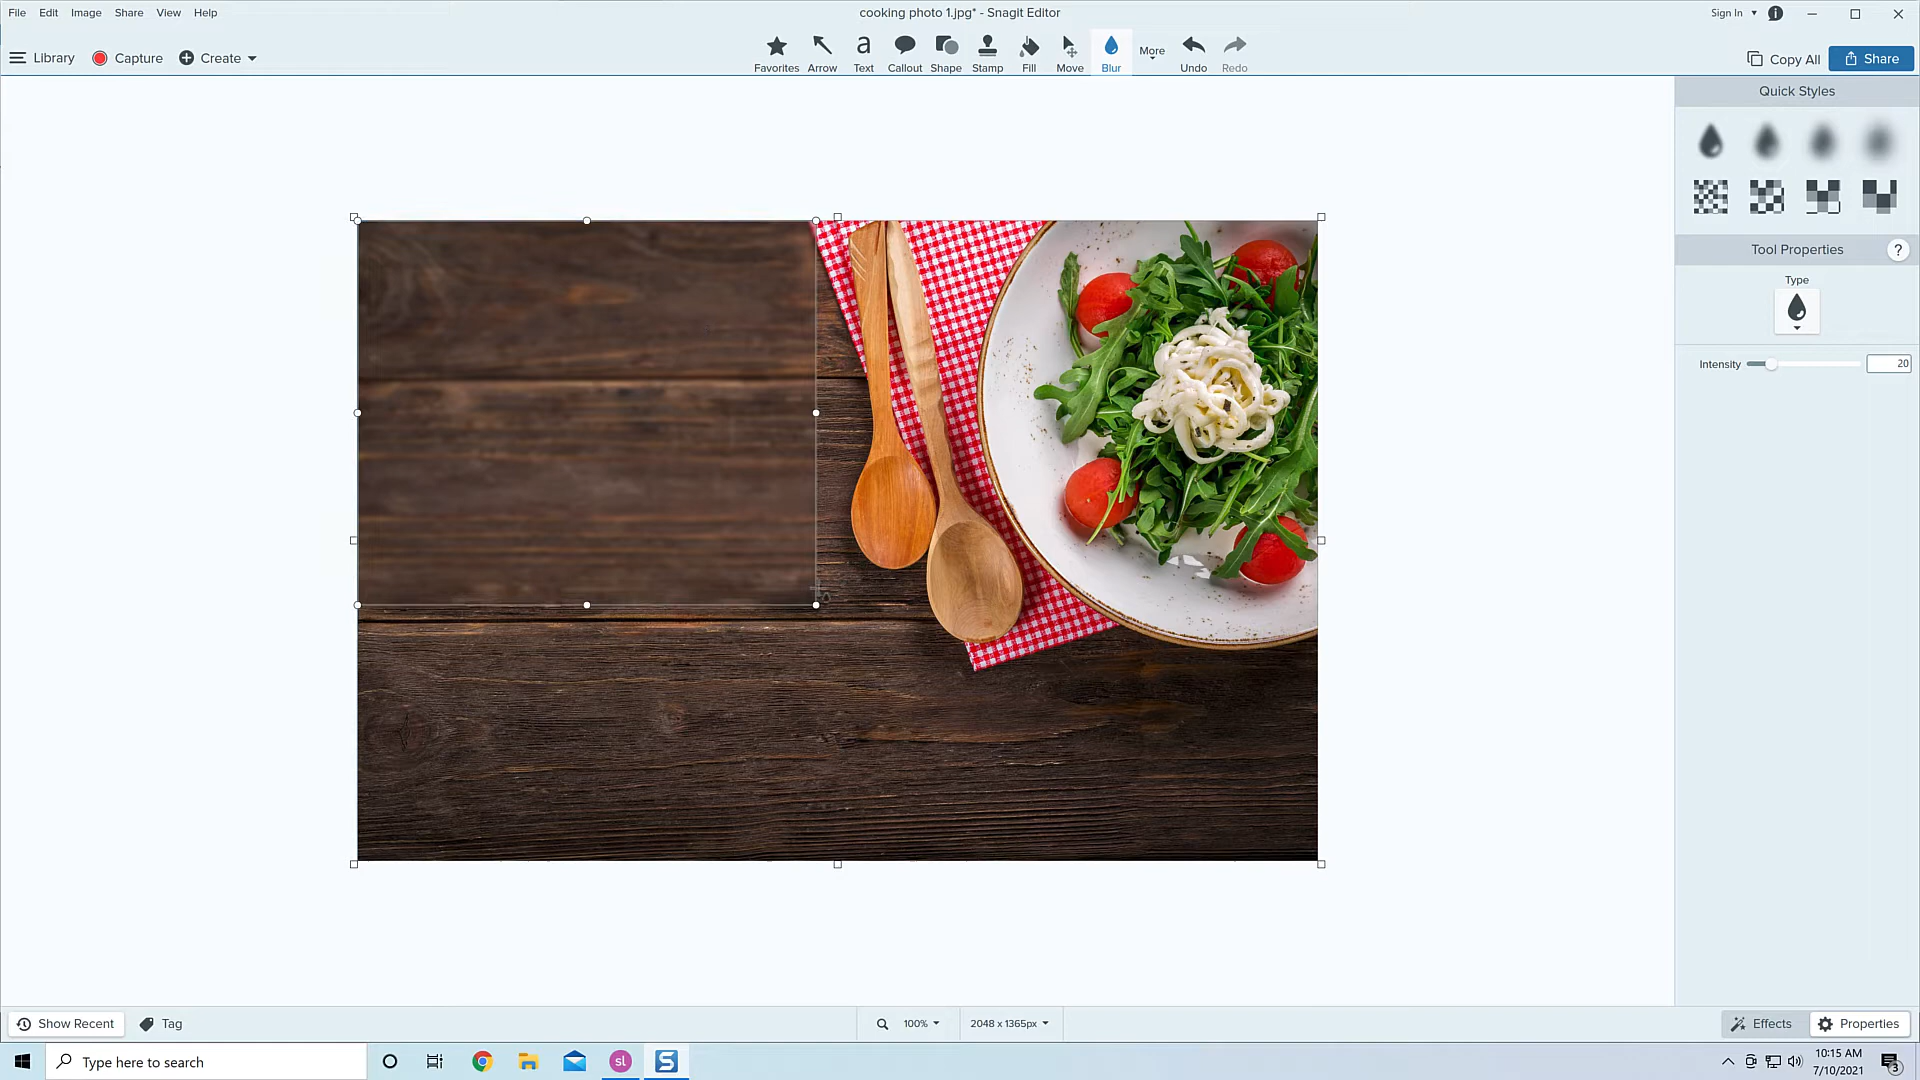 File Edit Image Share View Help
cooking photo 1.jpg* - Snagit Editor
Sign In
Library Capture Create
Favorites Arrow Text Callout Shape Stamp Fill Move Blur More Undo Redo
Copy All Share
Quick Styles
Tool Properties ?
Type
Intensity 20
Show Recent Tag
100% 2048 x 1365px
Effects Properties
Type here to search
sl
S
10:15 AM
7/10/2021
3